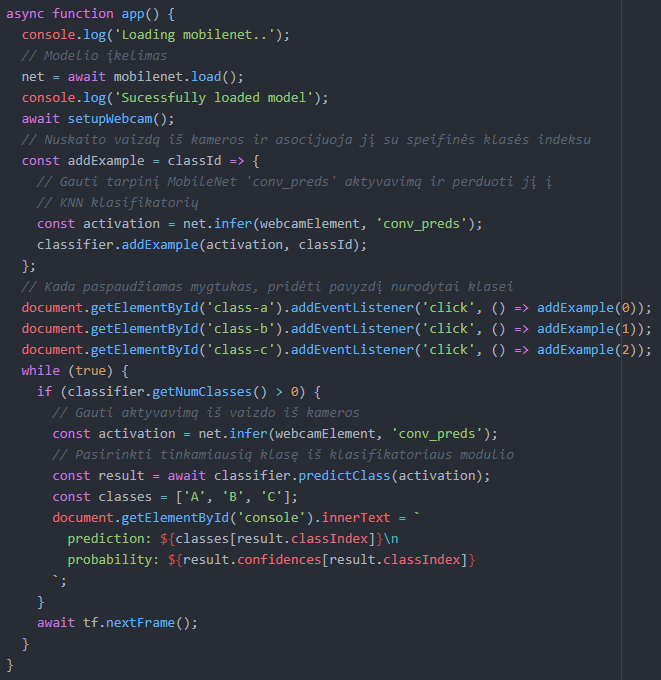 async function app() {
  console.log('Loading mobilenet..');
  // Modelio įkelimas
  net = await mobilenet.load();
  console.log('Sucessfully loaded model');
  await setupWebcam();
  // Nuskaito vaizdą iš kameros ir asocijuoja jį su speifinės klasės indeksu
  const addExample = classId => {
    // Gauti tarpinį MobileNet 'conv_preds' aktyvavimą ir perduoti jį į
    // KNN klasifikatorių
    const activation = net.infer(webcamElement, 'conv_preds');
    classifier.addExample(activation, classId);
  };
  // Kada paspaudžiamas mygtukas, pridėti pavyzdį nurodytai klasei
  document.getElementById('class-a').addEventListener('click', () => addExample(0));
  document.getElementById('class-b').addEventListener('click', () => addExample(1));
  document.getElementById('class-c').addEventListener('click', () => addExample(2));
  while (true) {
    if (classifier.getNumClasses() > 0) {
      // Gauti aktyvavimą iš vaizdo iš kameros
      const activation = net.infer(webcamElement, 'conv_preds');
      // Pasirinkti tinkamiausią klasę iš klasifikatoriaus modulio
      const result = await classifier.predictClass(activation);
      const classes = ['A', 'B', 'C'];
      document.getElementById('console').innerText = `
        prediction: ${classes[result.classIndex]}\n
        probability: ${result.confidences[result.classIndex]}
      `;
    }
    await tf.nextFrame();
  }
}